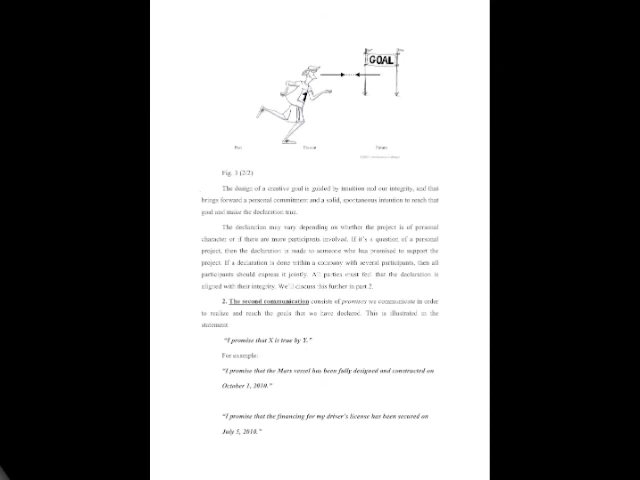 GOAL
Past
Present
Future
Fig. 3 (2/2)
The design of a creative goal is guided by intuition and our integrity, and that
brings forward a personal commitment and a solid, spontaneous intention to reach that
goal and make the declaration true.
The declaration may vary depending on whether the project is of personal
character or if there are more participants involved. If it's a question of a personal
project, then the declaration is made to someone who has promised to support the
project. If a declaration is done within a company with several participants, then all
participants should express it jointly. All parties must feel that the declaration is
aligned with their integrity. We'll discuss this further in part 2.
2. The second communication consists of promises we communicate in order
to realize and reach the goals that we have declared. This is illustrated in the
statement:
"I promise that X is true by Y."
For example:
"I promise that the Mars vessel has been fully designed and constructed on
October 1, 2010."
"I promise that the financing for my driver's license has been secured on
July 5, 2010."